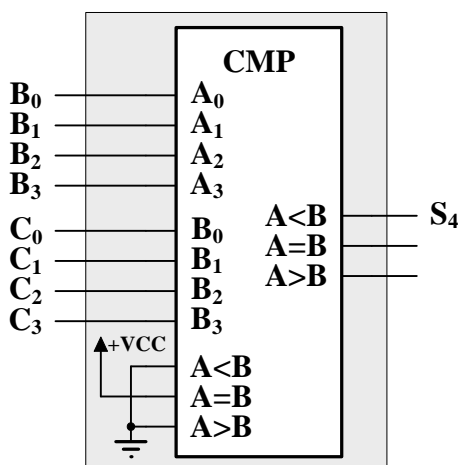 CMP
B₀ A₀
B₁ A₁
B₂ A₂
B₃ A₃
C₀ B₀
C₁ B₁
C₂ B₂
C₃ B₃
A<B S₄
A=B
A>B
+VCC
A<B
A=B
A>B